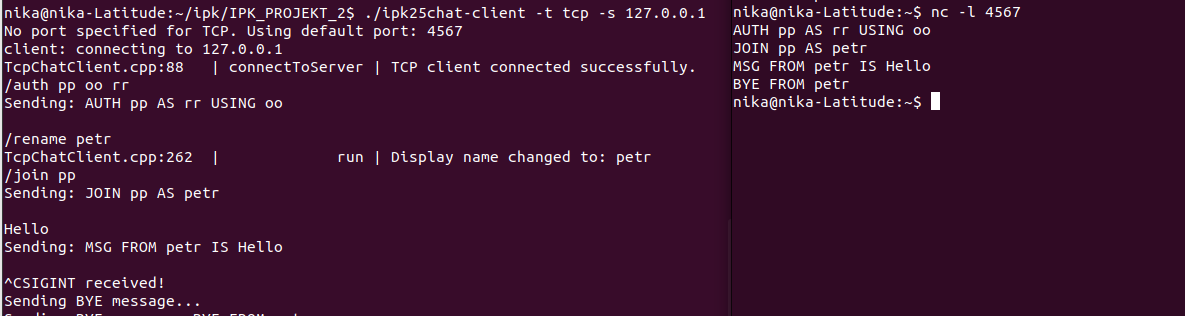 nika@nika-Latitude:~/ipk/IPK_PROJEKT_2$ ./ipk25chat-client -t tcp -s 127.0.0.1
No port specified for TCP. Using default port: 4567
client: connecting to 127.0.0.1
TcpChatClient.cpp:88   | connectToServer | TCP client connected successfully.
/auth pp oo rr
Sending: AUTH pp AS rr USING oo
/rename petr
TcpChatClient.cpp:262  |             run | Display name changed to: petr
/join pp
Sending: JOIN pp AS petr
Hello
Sending: MSG FROM petr IS Hello
^CSIGINT received!
Sending BYE message...
nika@nika-Latitude:~$ nc -l 4567
AUTH pp AS rr USING oo
JOIN pp AS petr
MSG FROM petr IS Hello
BYE FROM petr
nika@nika-Latitude:~$